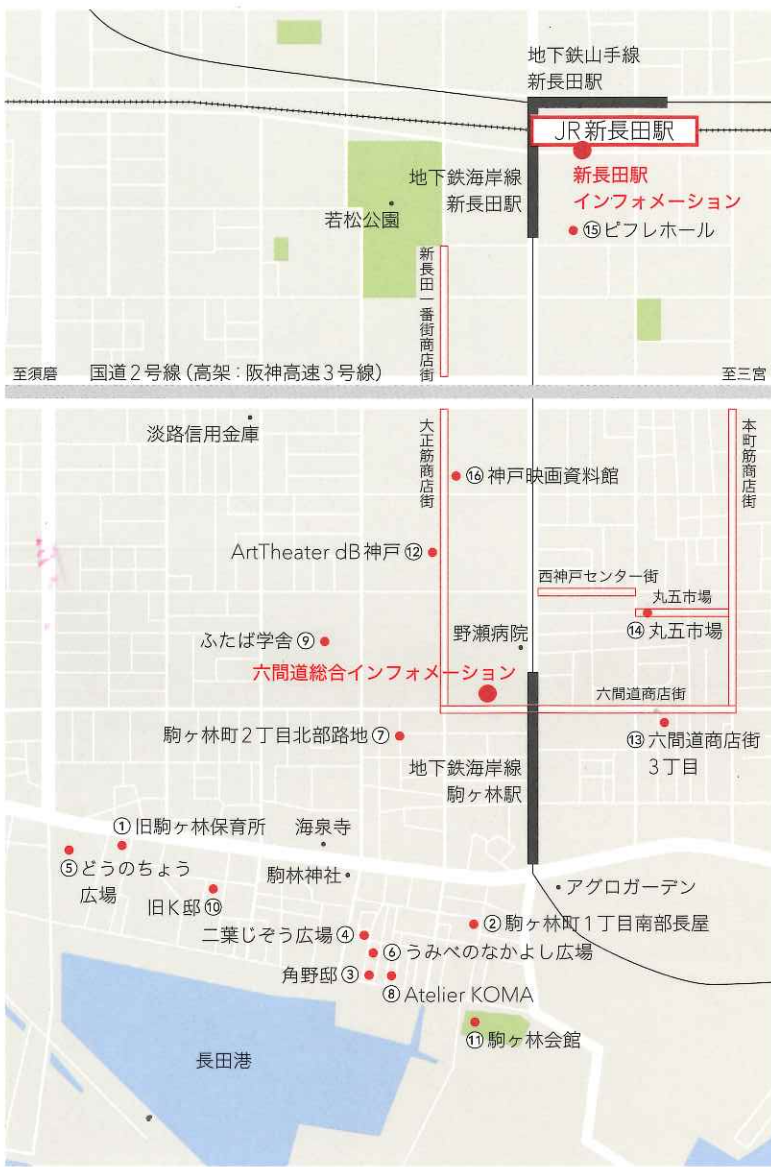 地下鉄山手線
新長田駅
JR新長田駅
新長田駅
インフォメーション
地下鉄海岸線
新長田駅
若松公園
⑮ピフレホール
新長田一番街商店街
至須磨
国道2号線(高架:阪神高速3号線)
至三宮
淡路信用金庫
大正筋商店街
本町筋商店街
⑯神戸映画資料館
ArtTheater dB神戸⑫
西神戸センター街
丸五市場
⑭丸五市場
ふたば学舎⑨
野瀬病院
六間道総合インフォメーション
六間道商店街
駒ヶ林町2丁目北部路地⑦
⑬六間道商店街
3丁目
地下鉄海岸線
駒ヶ林駅
①旧駒ヶ林保育所
海泉寺
⑤どうのちょう
広場
駒林神社
アグロガーデン
旧K邸⑩
②駒ヶ林町1丁目南部長屋
二葉じぞう広場④
⑥うみべのなかよし広場
角野邸③
⑧Atelier KOMA
⑪駒ヶ林会館
長田港